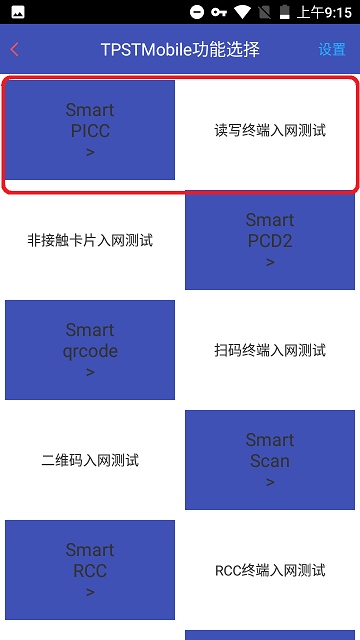 上午9:15
TPSTMobile功能选择
设置
Smart
PICC
>
读写终端入网测试
非接触卡片入网测试
Smart
PCD2
>
Smart
qrcode
>
扫码终端入网测试
二维码入网测试
Smart
Scan
>
Smart
RCC
>
RCC终端入网测试